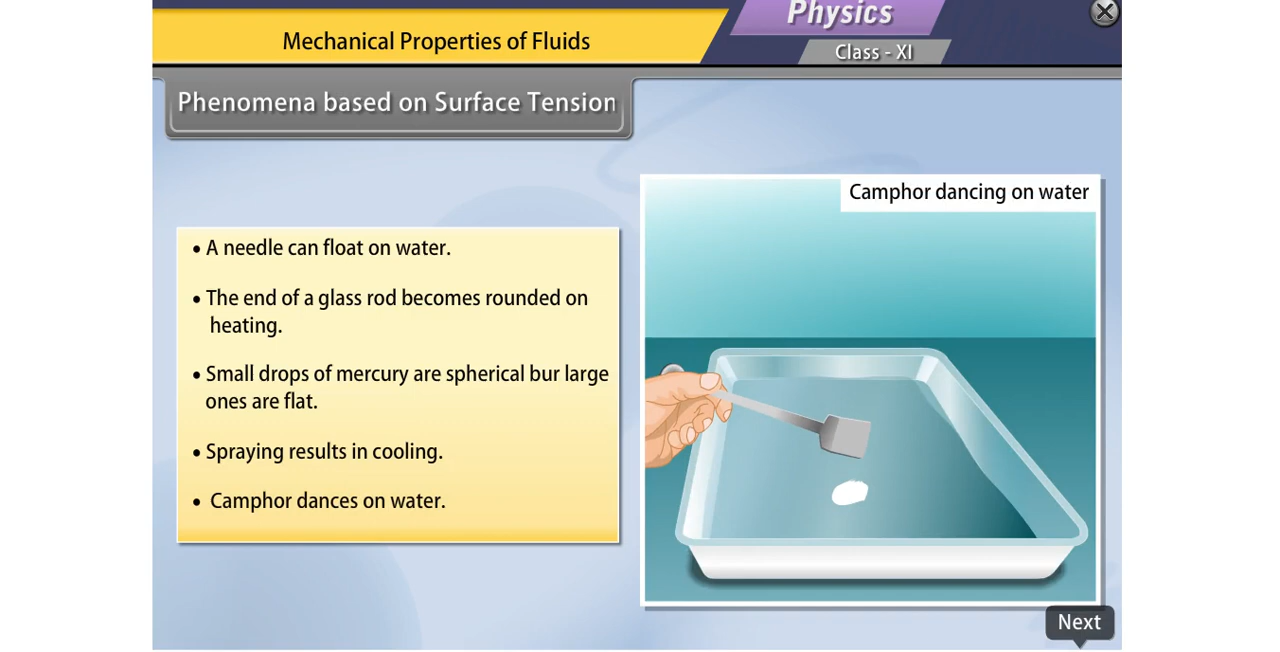 Physics
Mechanical Properties of Fluids
Class - XI
Phenomena based on Surface Tension
Camphor dancing on water
• A needle can float on water.
• The end of a glass rod becomes rounded on
heating.
• Small drops of mercury are spherical bur large
ones are flat.
• Spraying results in cooling.
• Camphor dances on water.
Next